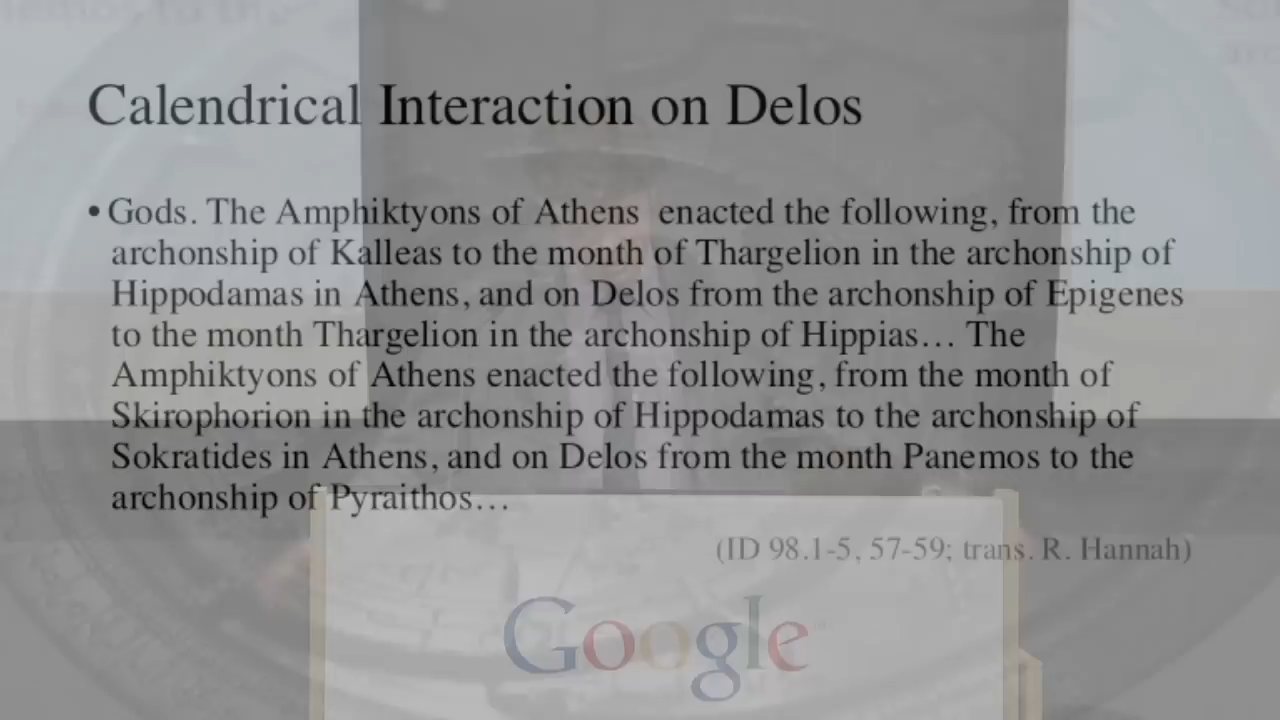 Calendrical Interaction on Delos
• Gods. The Amphiktyons of Athens enacted the following, from the
archonship of Kalleas to the month of Thargelion in the archonship of
Hippodamas in Athens, and on Delos from the archonship of Epigenes
to the month Thargelion in the archonship of Hippias… The
Amphiktyons of Athens enacted the following, from the month of
Skirophorion in the archonship of Hippodamas to the archonship of
Sokratides in Athens, and on Delos from the month Panemos to the
archonship of Pyraithos…
(ID 98.1-5, 57-59; trans. R. Hannah)
Google